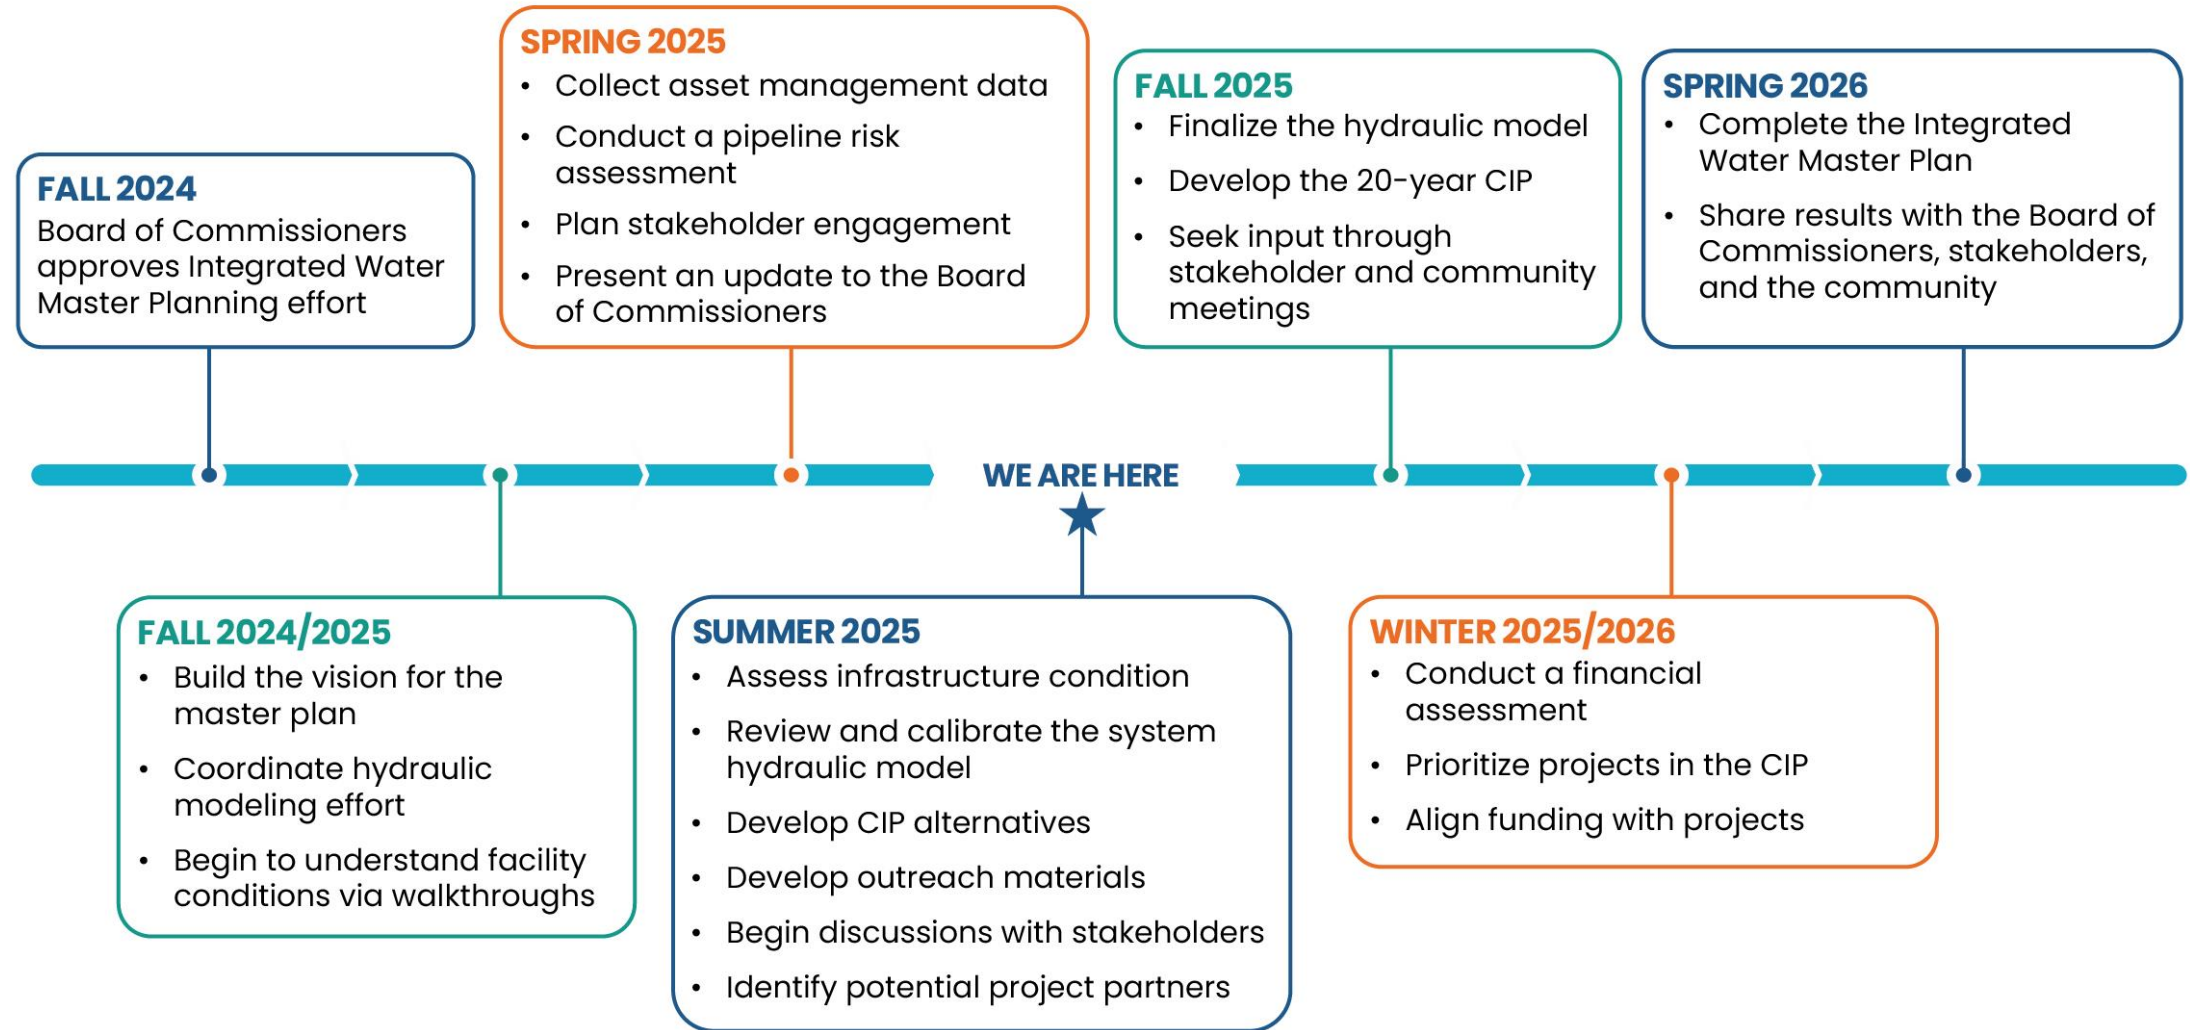 FALL 2024
Board of Commissioners
approves Integrated Water
Master Planning effort
SPRING 2025
• Collect asset management data
• Conduct a pipeline risk
assessment
• Plan stakeholder engagement
• Present an update to the Board
of Commissioners
FALL 2025
• Finalize the hydraulic model
• Develop the 20-year CIP
• Seek input through
stakeholder and community
meetings
SPRING 2026
• Complete the Integrated
Water Master Plan
• Share results with the Board of
Commissioners, stakeholders,
and the community
WE ARE HERE
FALL 2024/2025
• Build the vision for the
master plan
• Coordinate hydraulic
modeling effort
• Begin to understand facility
conditions via walkthroughs
SUMMER 2025
• Assess infrastructure condition
• Review and calibrate the system
hydraulic model
• Develop CIP alternatives
• Develop outreach materials
• Begin discussions with stakeholders
• Identify potential project partners
WINTER 2025/2026
• Conduct a financial
assessment
• Prioritize projects in the CIP
• Align funding with projects